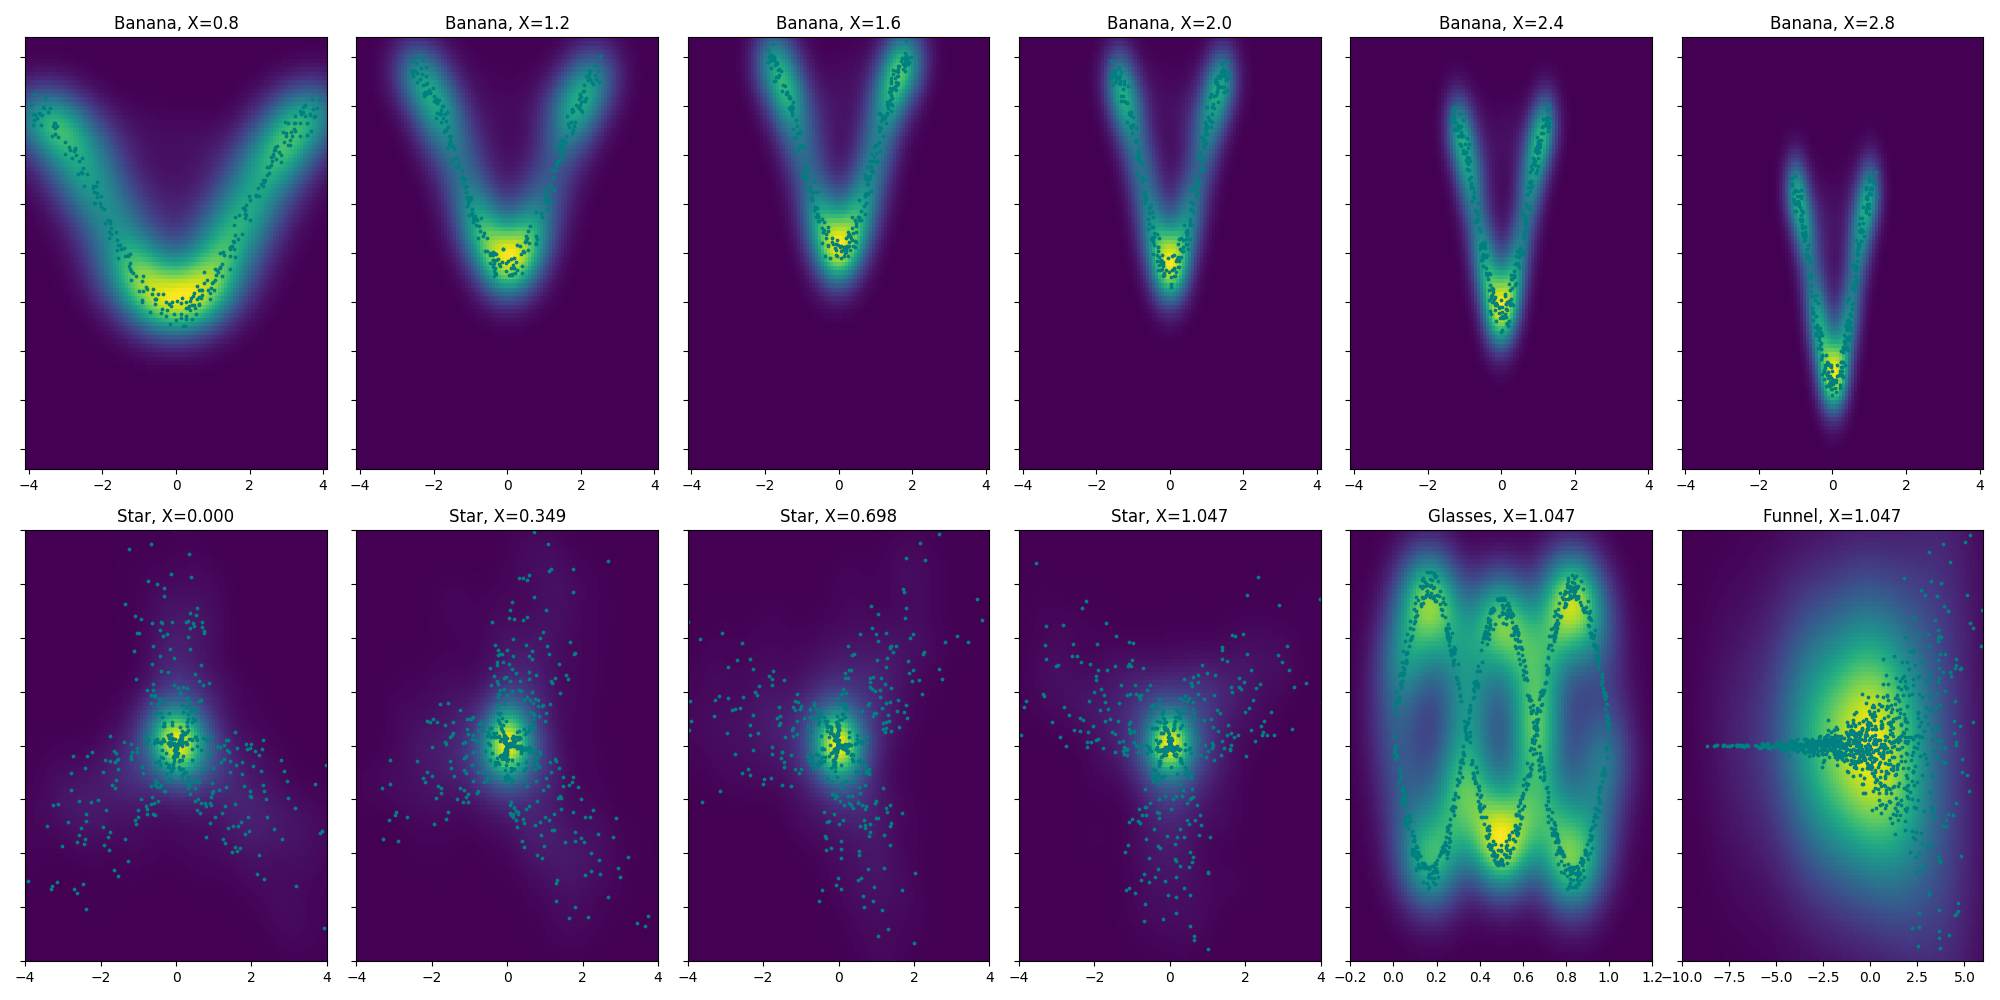 Banana, X=0.8
Banana, X=1.2
Banana, X=1.6
Banana, X=2.0
Banana, X=2.4
Banana, X=2.8
−4 −2 0 2 4
−4 −2 0 2 4
−4 −2 0 2 4
−4 −2 0 2 4
−4 −2 0 2 4
−4 −2 0 2 4
Star, X=0.000
Star, X=0.349
Star, X=0.698
Star, X=1.047
Glasses, X=1.047
Funnel, X=1.047
−4 −2 0 2 4
−4 −2 0 2 4
−4 −2 0 2 4
−4 −2 0 2 4
−0.2 0.0 0.2 0.4 0.6 0.8 1.0 1.2
−10.0 −7.5 −5.0 −2.5 0.0 2.5 5.0